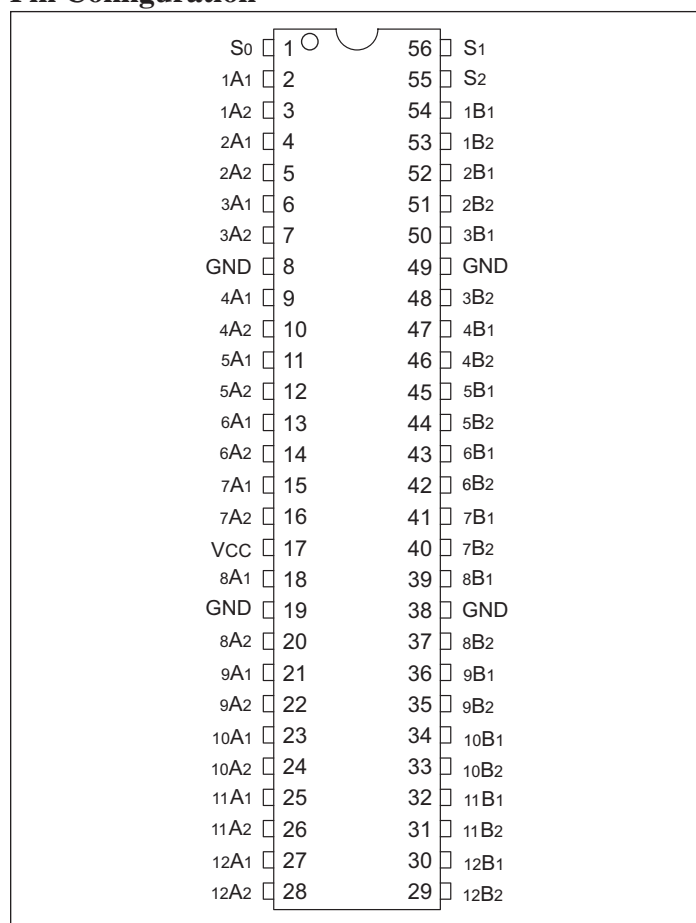 Pin Configuration
S0 1 56 S1
1A1 2 55 S2
1A2 3 54 1B1
2A1 4 53 1B2
2A2 5 52 2B1
3A1 6 51 2B2
3A2 7 50 3B1
GND 8 49 GND
4A1 9 48 3B2
4A2 10 47 4B1
5A1 11 46 4B2
5A2 12 45 5B1
6A1 13 44 5B2
6A2 14 43 6B1
7A1 15 42 6B2
7A2 16 41 7B1
VCC 17 40 7B2
8A1 18 39 8B1
GND 19 38 GND
8A2 20 37 8B2
9A1 21 36 9B1
9A2 22 35 9B2
10A1 23 34 10B1
10A2 24 33 10B2
11A1 25 32 11B1
11A2 26 31 11B2
12A1 27 30 12B1
12A2 28 29 12B2